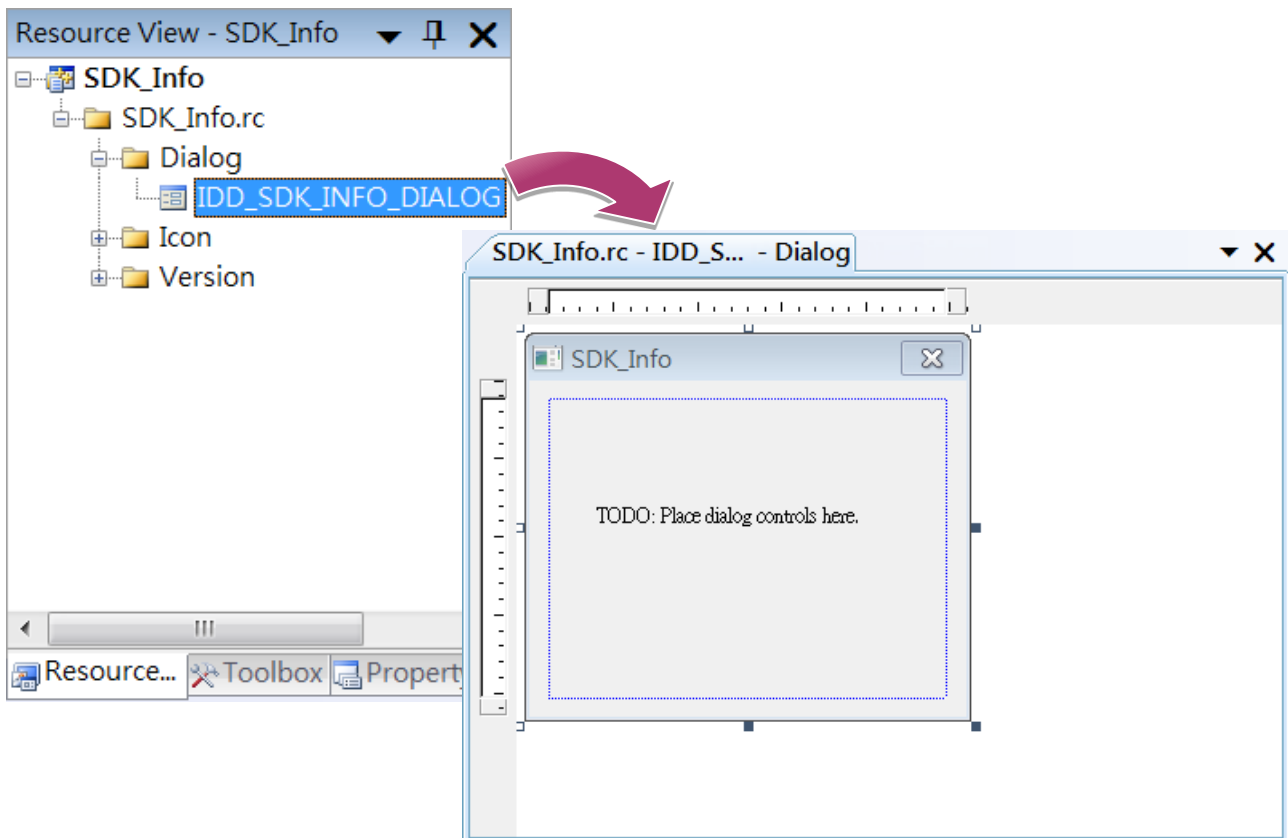 Resource View - SDK_Info
SDK_Info
SDK_Info.rc
Dialog
IDD_SDK_INFO_DIALOG
Icon
Version
Resource...
Toolbox
SDK_Info.rc - IDD_S... - Dialog
SDK_Info
TODO: Place dialog controls here.